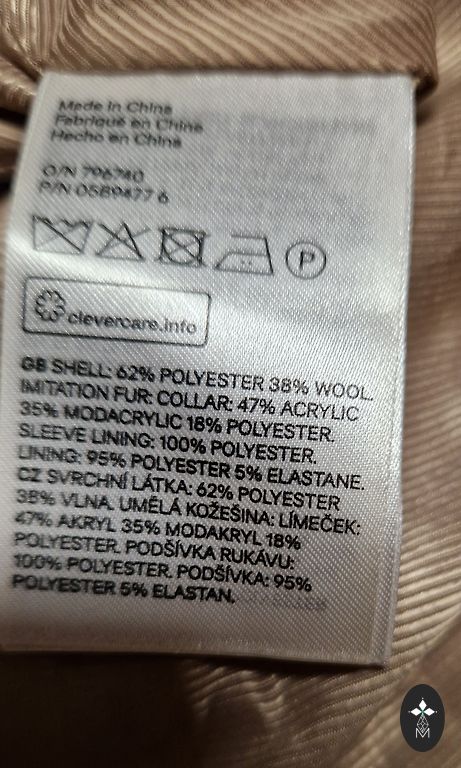 Made in China
Fabriqué en China
Hecho en China
O/N 796740
P/N 0589477 6
P
clevercare.info
GB SHELL: 62% POLYESTER 38% WOOL.
IMITATION FUR: COLLAR: 47% ACRYLIC
35% MODACRYLIC 18% POLYESTER.
SLEEVE LINING: 100% POLYESTER.
LINING: 95% POLYESTER 5% ELASTANE.
CZ SVRCHNÍ LÁTKA: 62% POLYESTER
38% VLNA. UMĚLÁ KOŽEŠINA: LÍMEČEK:
47% AKRYL 35% MODAKRYL 18%
POLYESTER. PODŠÍVKA RUKÁVU:
100% POLYESTER. PODŠÍVKA: 95%
POLYESTER 5% ELASTAN.